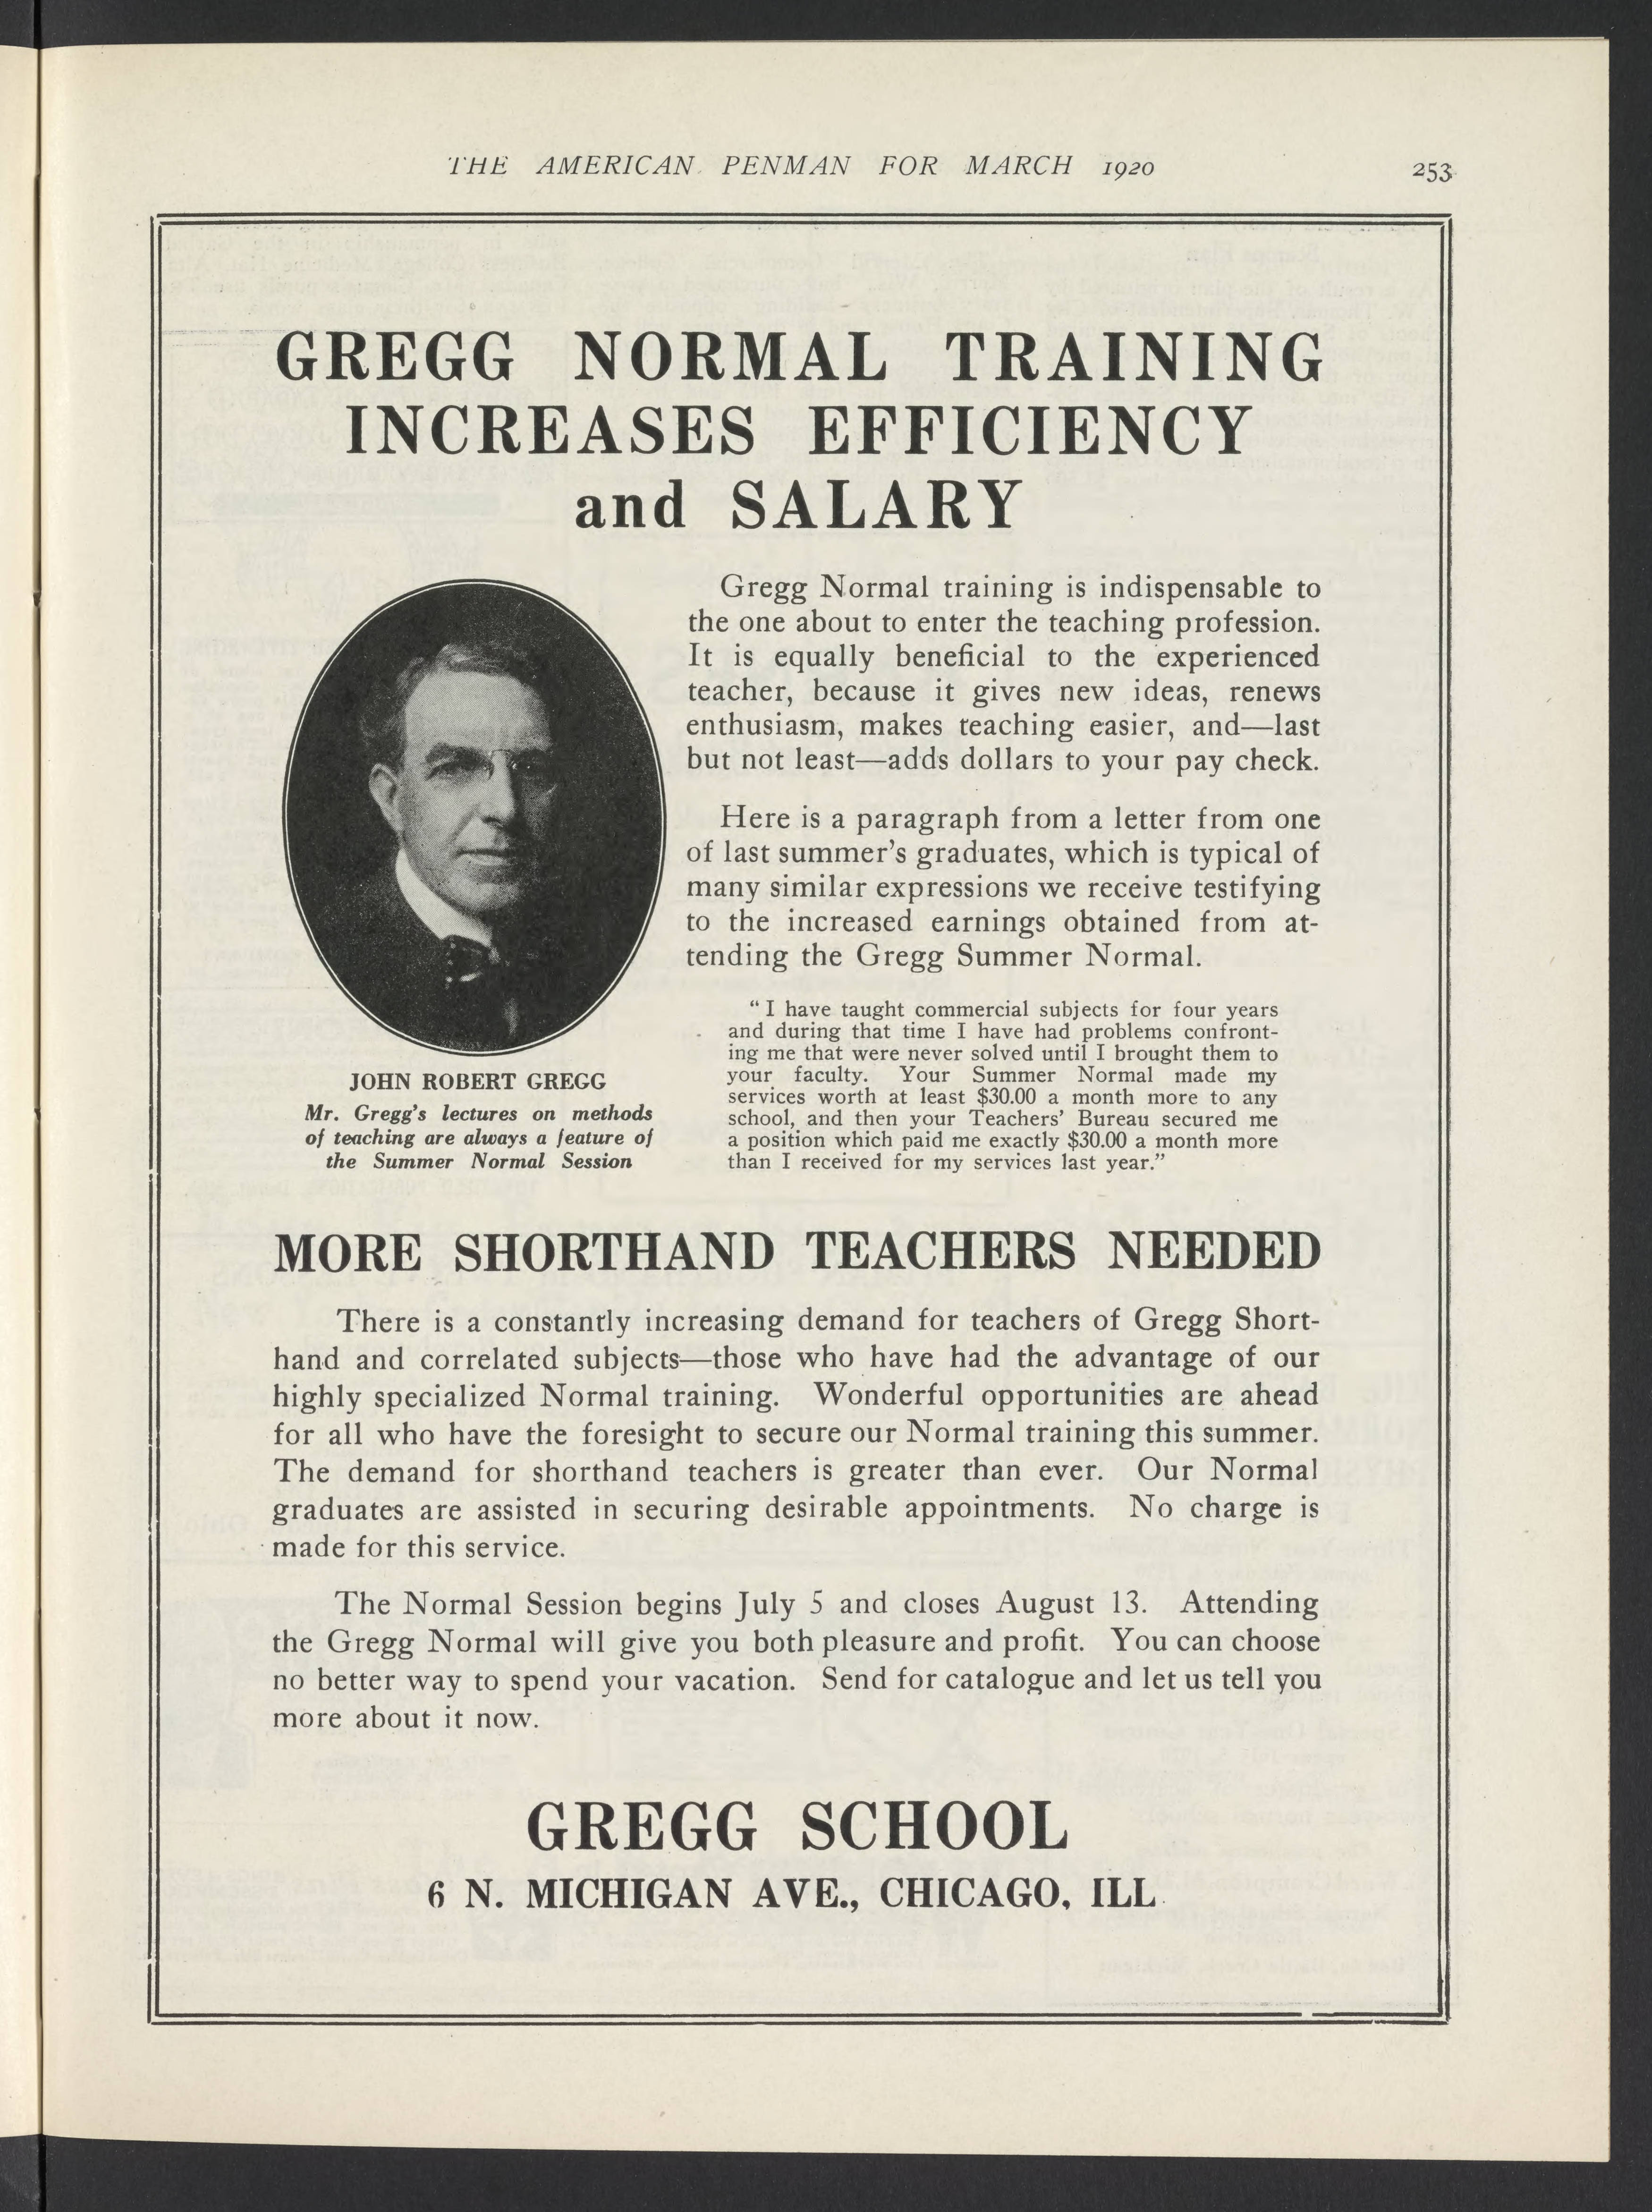 THE AMERICAN PENMAN FOR MARCH 1920
253
GREGG NORMAL TRAINING
INCREASES EFFICIENCY
and SALARY
Gregg Normal training is indispensable to
the one about to enter the teaching profession.
It is equally beneficial to the experienced
teacher, because it gives new ideas, renews
enthusiasm, makes teaching easier, and—last
but not least—adds dollars to your pay check.
Here is a paragraph from a letter from one
of last summer's graduates, which is typical of
many similar expressions we receive testifying
to the increased earnings obtained from at-
tending the Gregg Summer Normal.
“I have taught commercial subjects for four years
and during that time I have had problems confront-
ing me that were never solved until I brought them to
your faculty. Your Summer Normal made my
services worth at least $30.00 a month more to any
school, and then your Teachers' Bureau secured me
a position which paid me exactly $30.00 a month more
than I received for my services last year.”
JOHN ROBERT GREGG
Mr. Gregg's lectures on methods
of teaching are always a feature of
the Summer Normal Session
MORE SHORTHAND TEACHERS NEEDED
There is a constantly increasing demand for teachers of Gregg Short-
hand and correlated subjects—those who have had the advantage of our
highly specialized Normal training. Wonderful opportunities are ahead
for all who have the foresight to secure our Normal training this summer.
The demand for shorthand teachers is greater than ever. Our Normal
graduates are assisted in securing desirable appointments. No charge is
made for this service.
The Normal Session begins July 5 and closes August 13. Attending
the Gregg Normal will give you both pleasure and profit. You can choose
no better way to spend your vacation. Send for catalogue and let us tell you
more about it now.
GREGG SCHOOL
6 N. MICHIGAN AVE., CHICAGO, ILL.